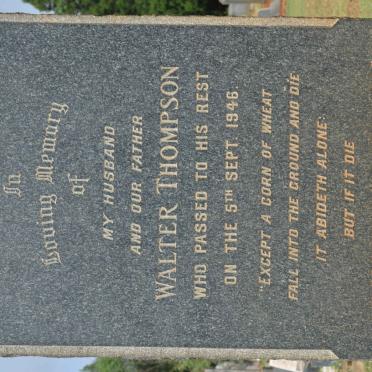 In
Loving Memory
of
MY HUSBAND
AND OUR FATHER
WALTER THOMPSON
WHO PASSED TO HIS REST
ON THE 5TH SEPT. 1946.
"EXCEPT A CORN OF WHEAT
FALL INTO THE GROUND AND DIE
IT ABIDETH ALONE:
BUT IF IT DIE